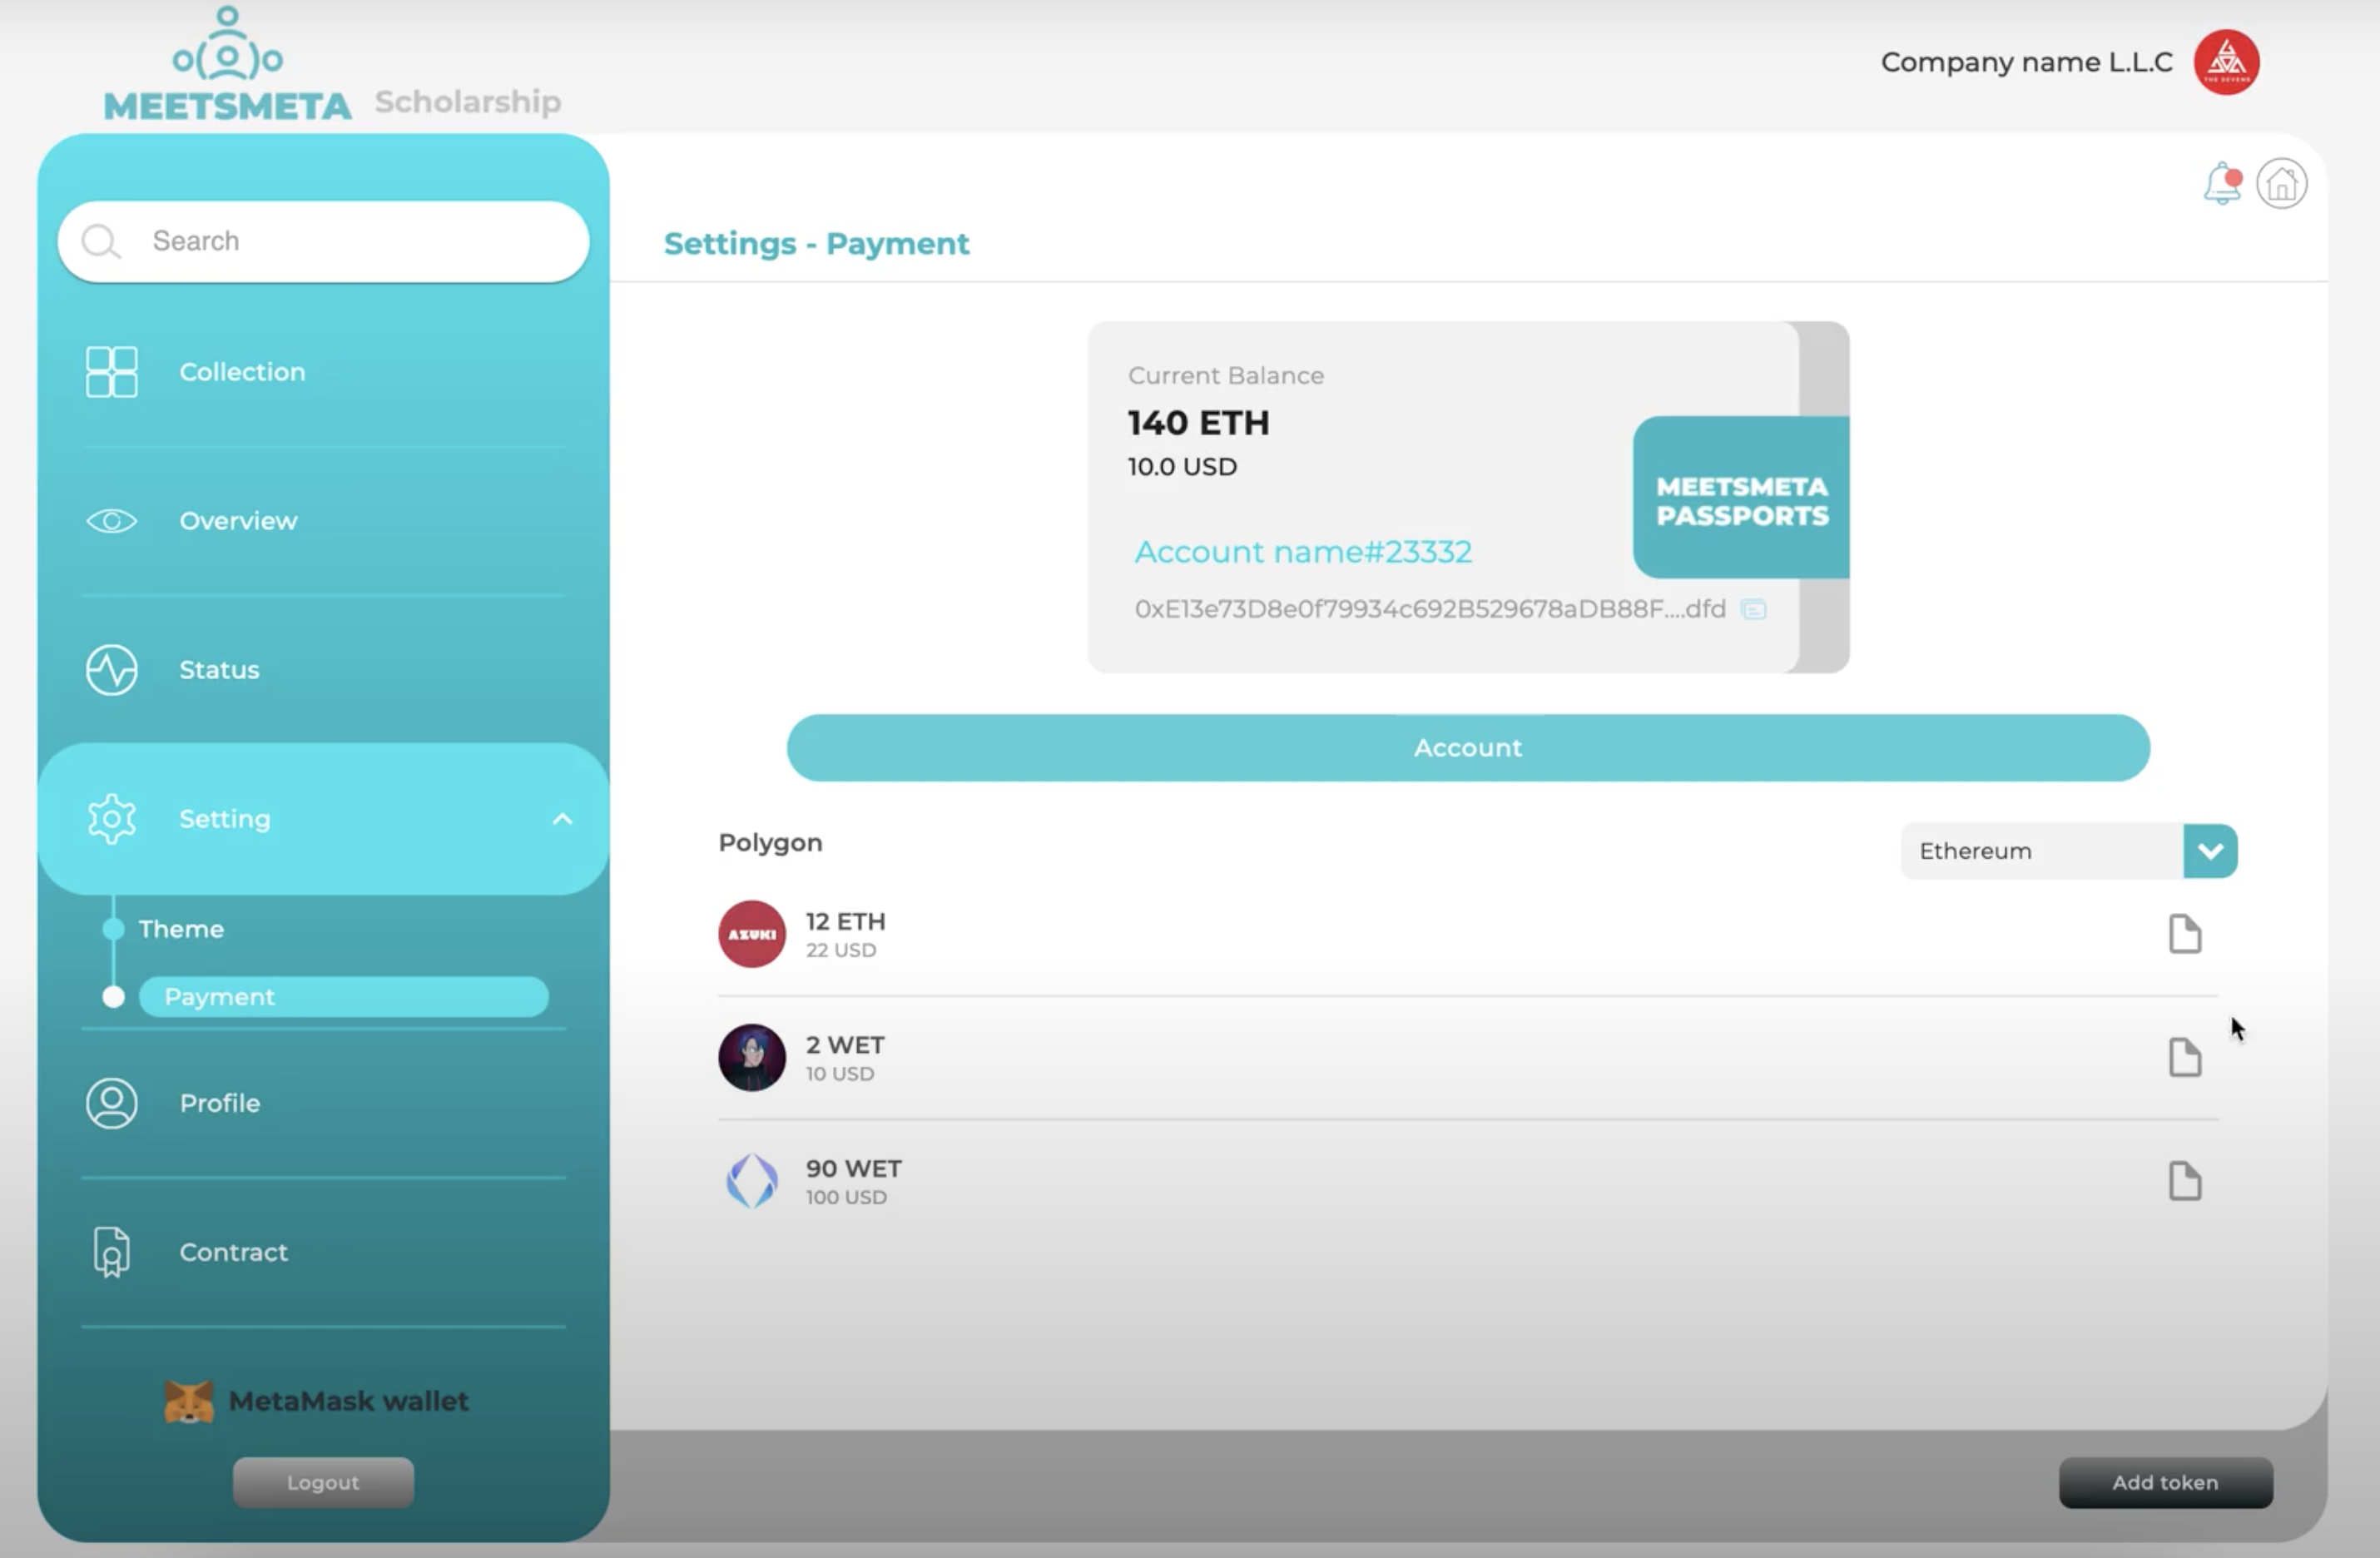 MEETSMETA Scholarship
Company name L.L.C
THE SEVENS
Search
Collection
Overview
Status
Setting
Theme
Payment
Profile
Contract
MetaMask wallet
Logout
Settings - Payment
Current Balance
140 ETH
10.0 USD
MEETSMETA
PASSPORTS
Account name#23332
0xE13e73D8e0f79934c692B529678aDB88F....dfd
Account
Polygon
Ethereum
AZUKI
12 ETH
22 USD
2 WET
10 USD
90 WET
100 USD
Add token